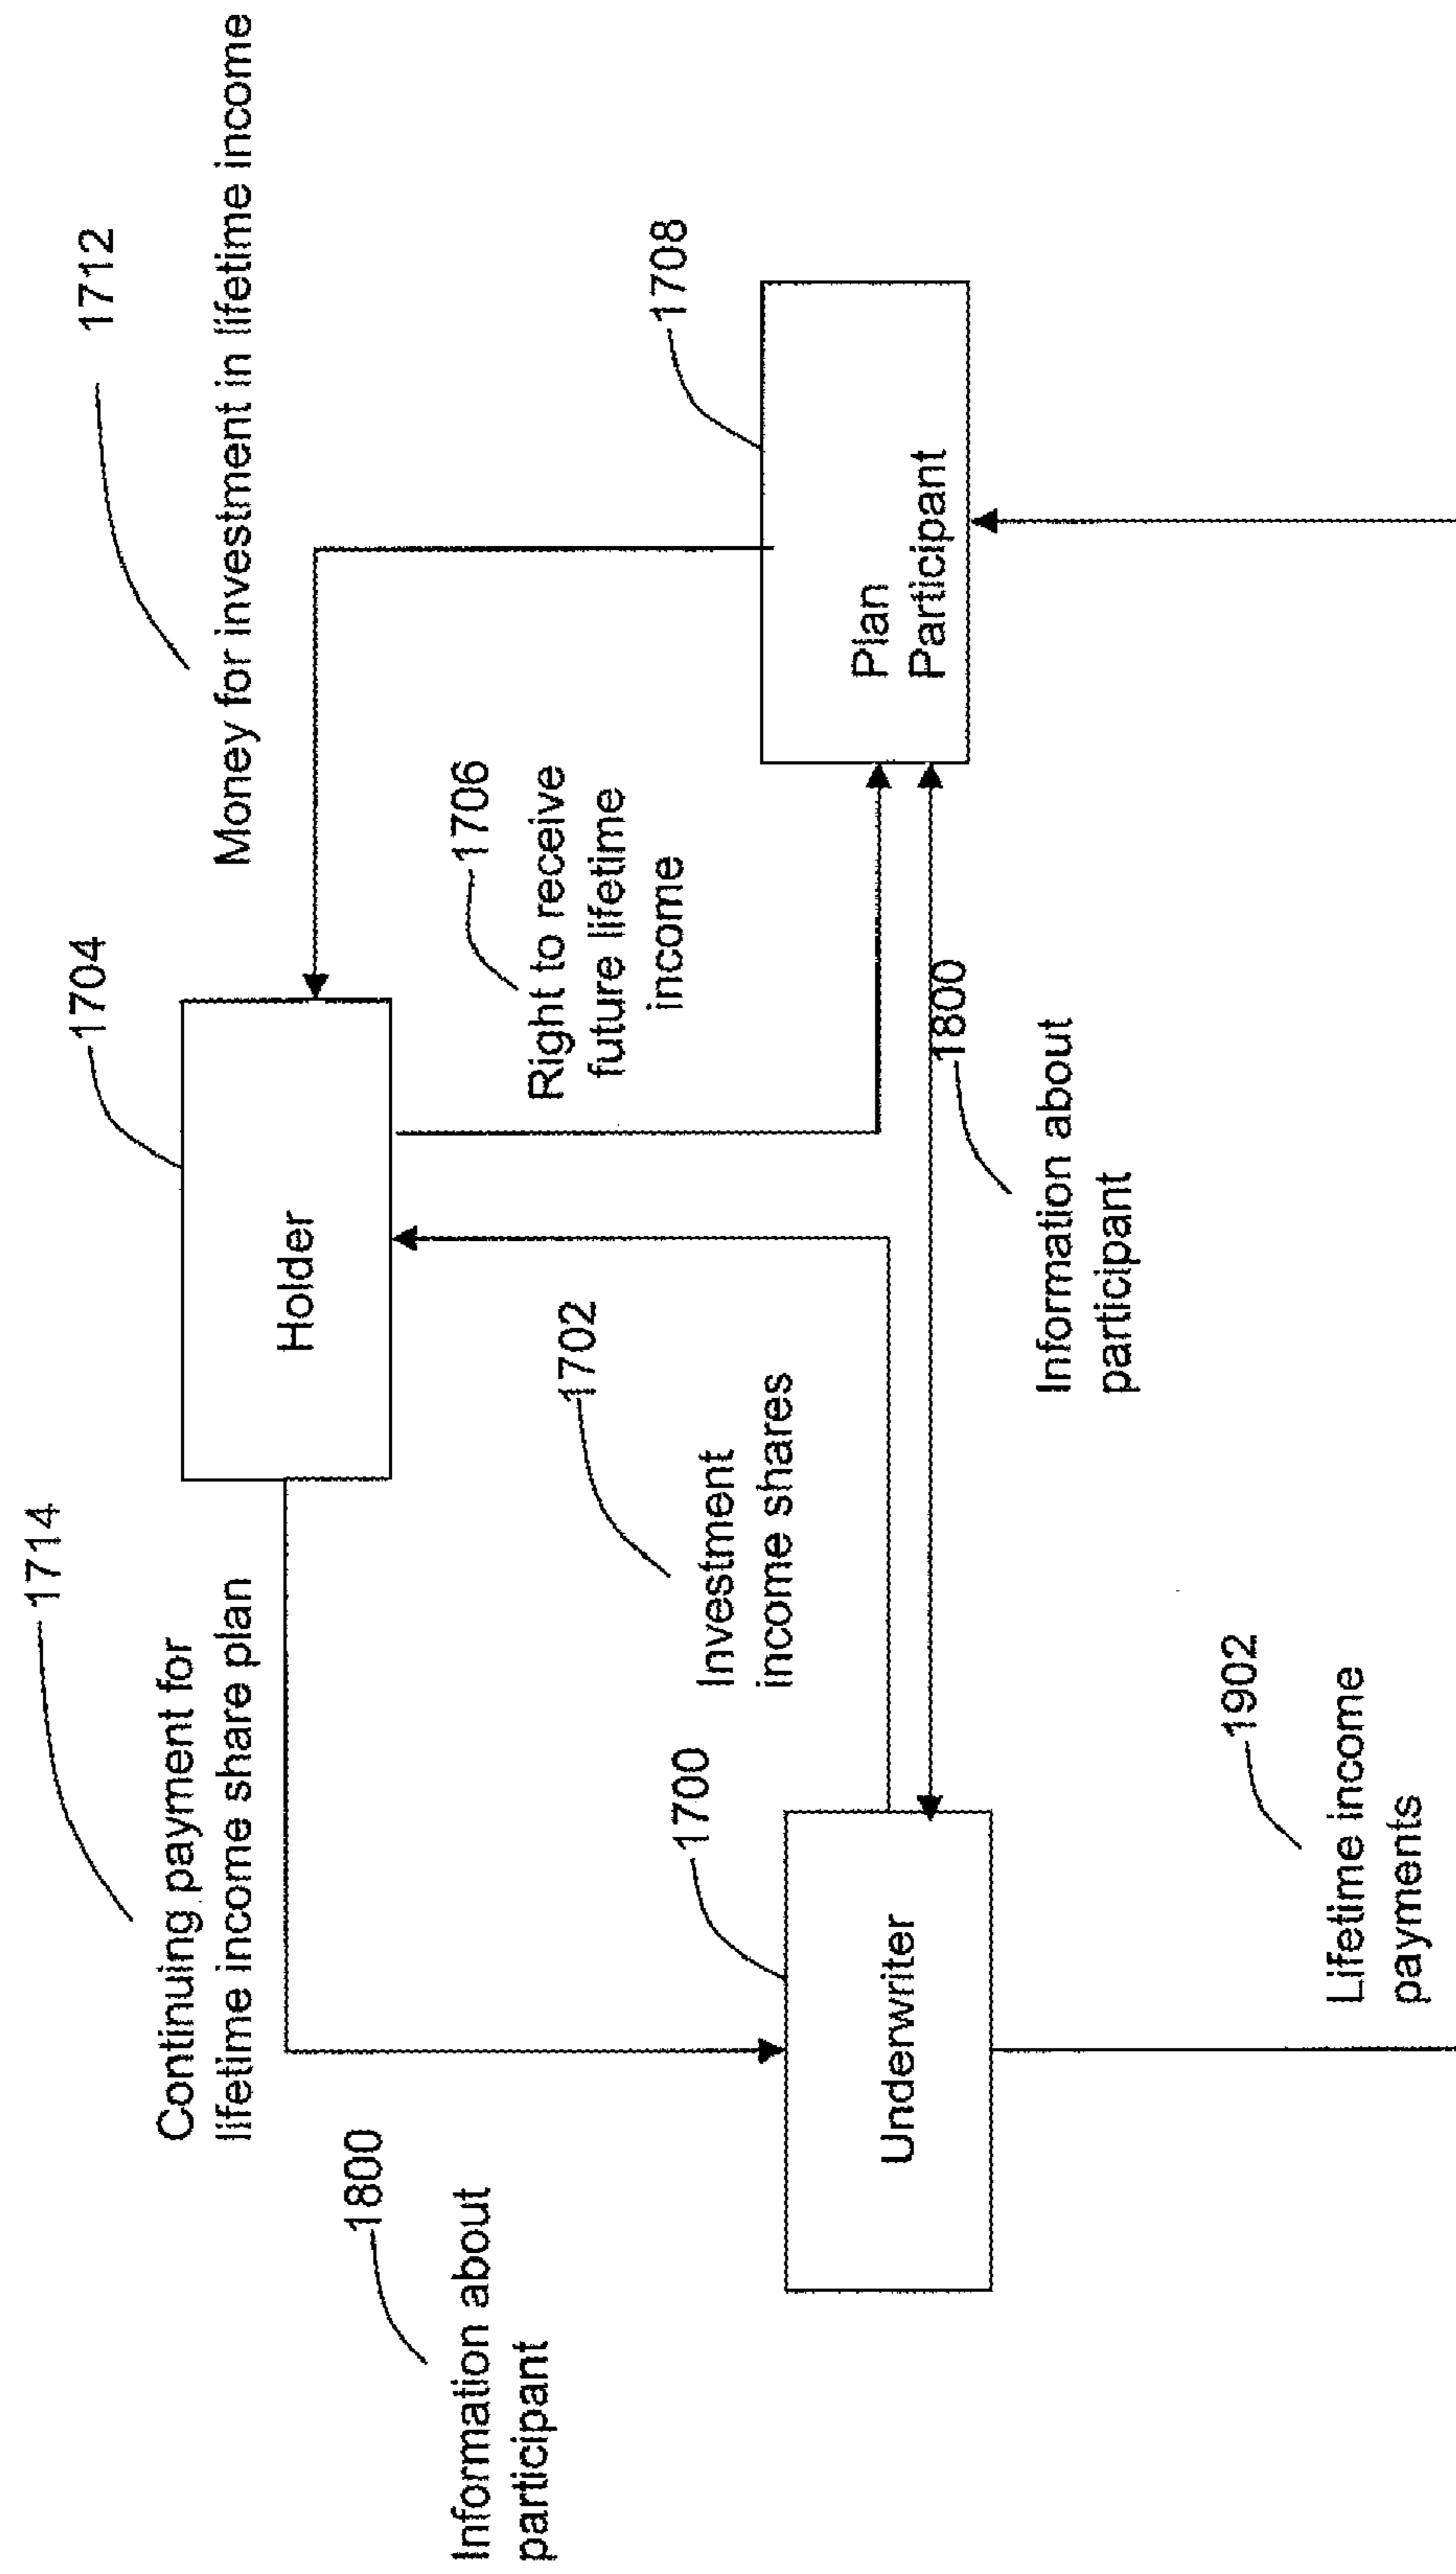 1714
Continuing payment for
lifetime income share plan
1704
Holder
1712
Money for investment in lifetime income
1800
Information about
participant
1702
Investment
income shares
1706
Right to receive
future lifetime
income
1700
Underwriter
1708
Plan
Participant
1800
Information about
participant
1902
Lifetime income
payments